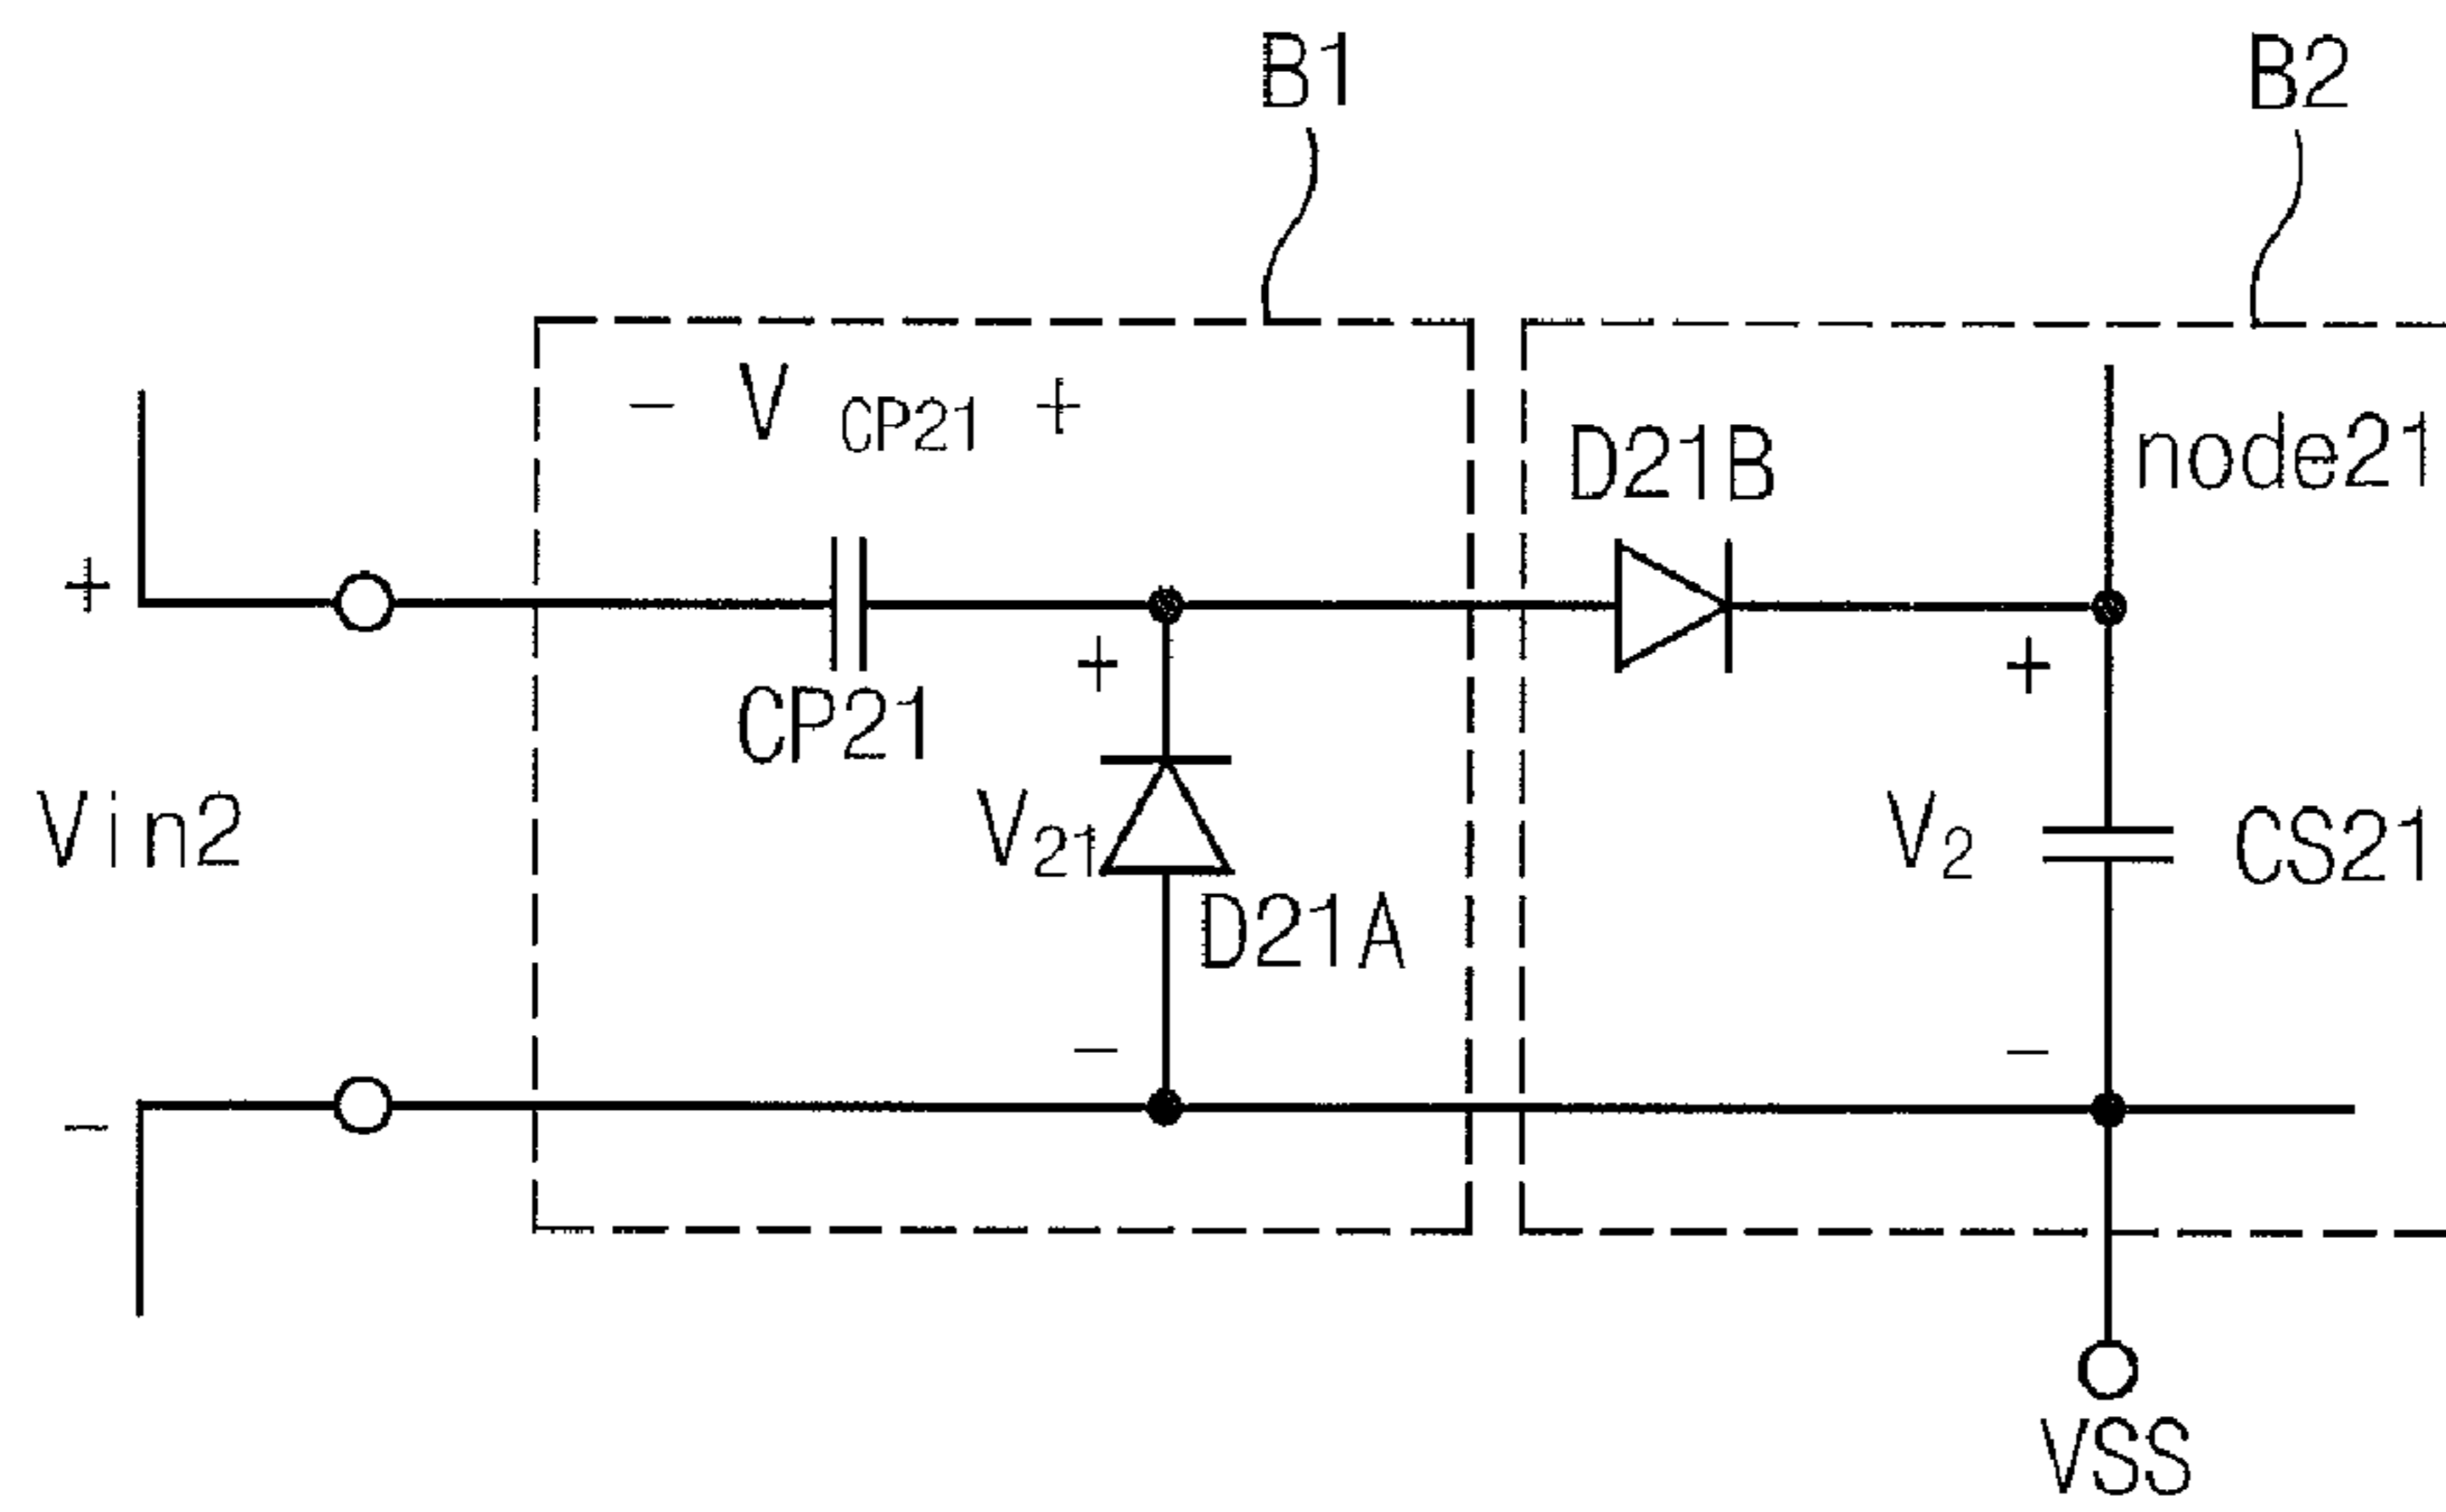 B1
B2
− V CP21 +
D21B
node21
+
CP21
+
+
Vin2
V21
D21A
V2
CS21
−
−
−
VSS